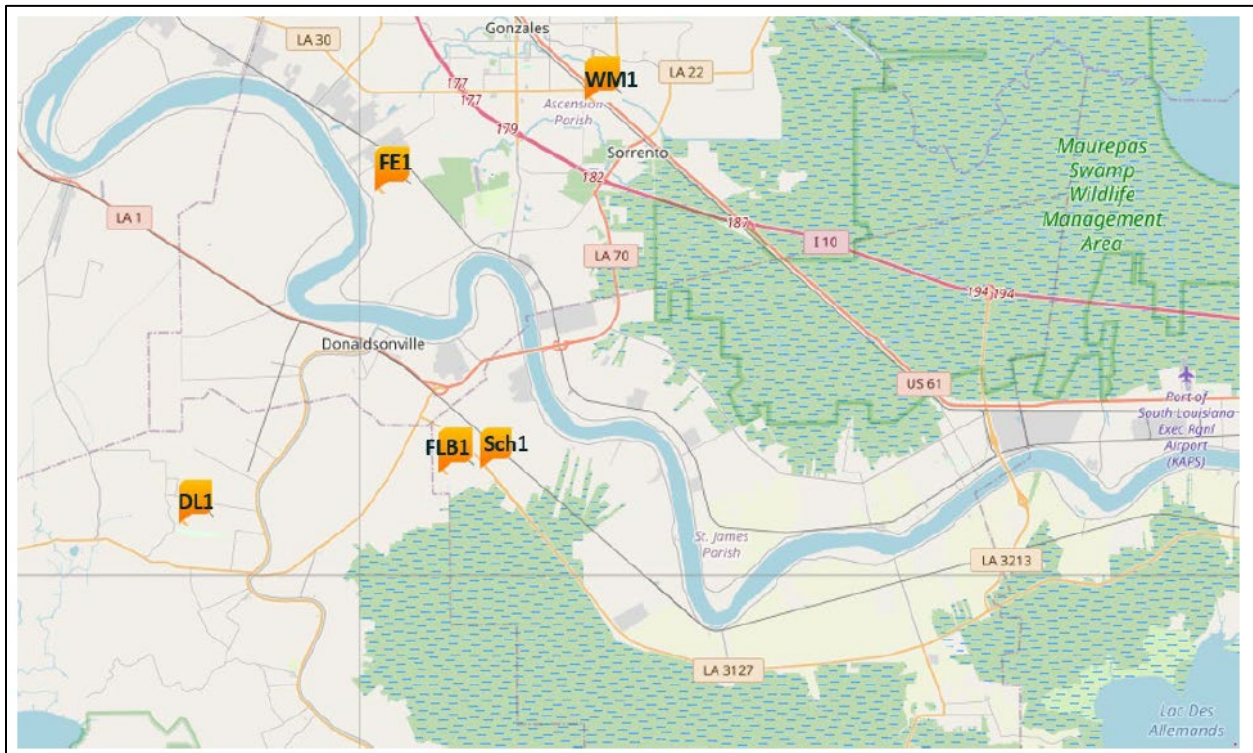 LA 30
Gonzales
WM1
LA 22
177
177
Ascension
Parish
179
Sorrento
FE1
182
Maurepas
Swamp
Wildlife
Management
Area
LA 1
187
I 10
LA 70
194 194
Donaldsonville
US 61
Port of
South Louisiana
Exec Rgnl
Airport
(KAPS)
FLB1
Sch1
DL1
St. James
Parish
LA 3213
LA 3127
Lac Des
Allemands